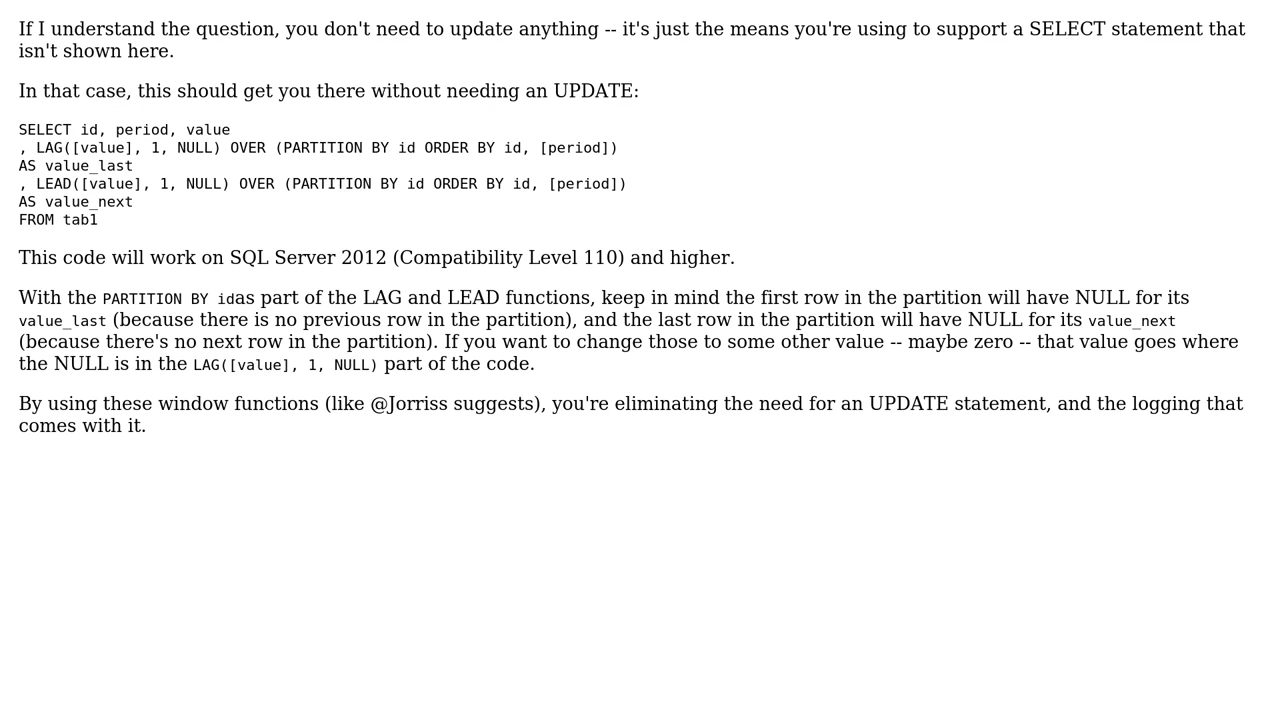 If I understand the question, you don't need to update anything -- it's just the means you're using to support a SELECT statement that
isn't shown here.
In that case, this should get you there without needing an UPDATE:
SELECT id, period, value
, LAG([value], 1, NULL) OVER (PARTITION BY id ORDER BY id, [period])
AS value_last
, LEAD([value], 1, NULL) OVER (PARTITION BY id ORDER BY id, [period])
AS value_next
FROM tab1
This code will work on SQL Server 2012 (Compatibility Level 110) and higher.
With the PARTITION BY idas part of the LAG and LEAD functions, keep in mind the first row in the partition will have NULL for its
value_last (because there is no previous row in the partition), and the last row in the partition will have NULL for its value_next
(because there's no next row in the partition). If you want to change those to some other value -- maybe zero -- that value goes where
the NULL is in the LAG([value], 1, NULL) part of the code.
By using these window functions (like @Jorriss suggests), you're eliminating the need for an UPDATE statement, and the logging that
comes with it.